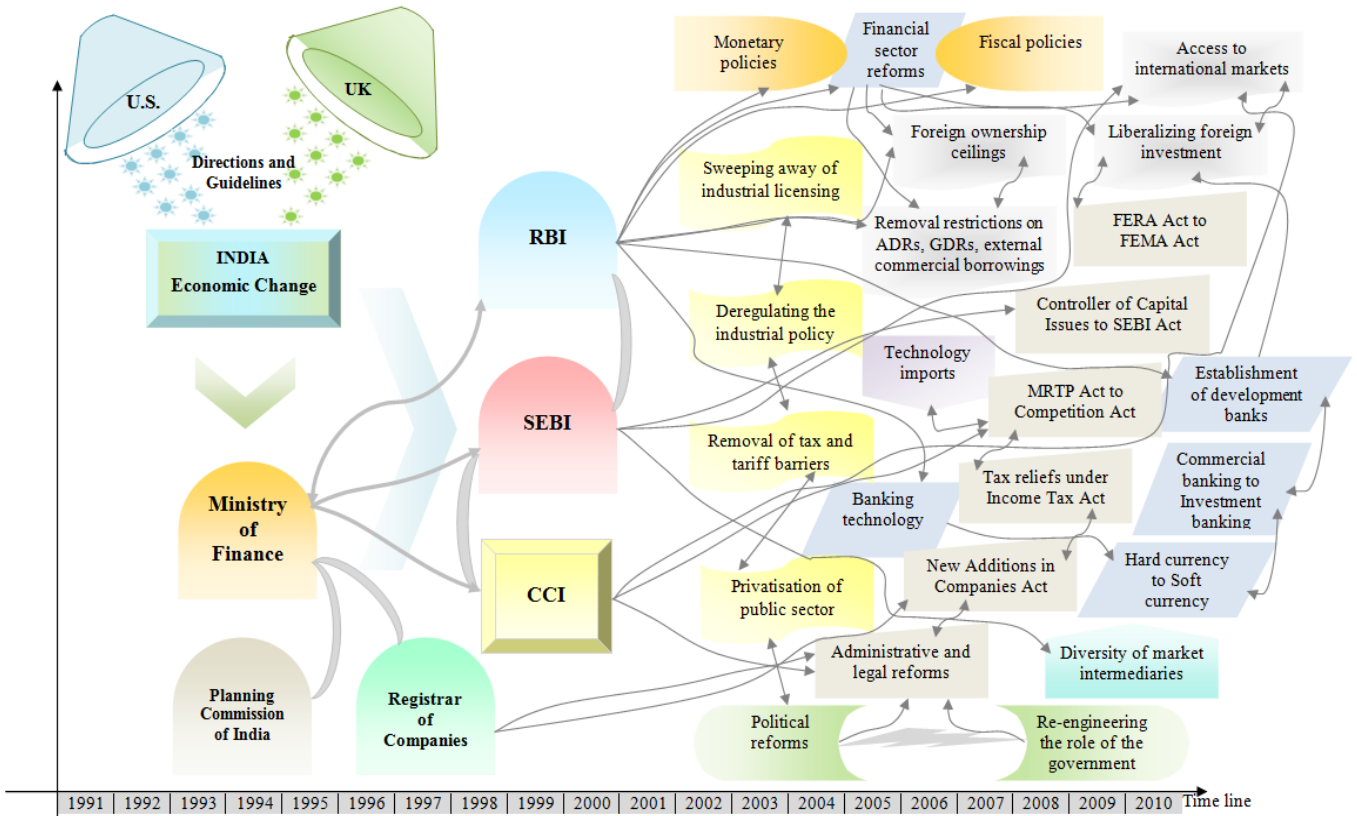 U.S.
UK
Directions and
Guidelines
INDIA
Economic Change
Ministry
of
Finance
Planning
Commission
of India
Registrar
of
Companies
RBI
SEBI
CCI
Monetary
policies
Financial
sector
reforms
Fiscal policies
Access to
international markets
Foreign ownership
ceilings
Liberalizing foreign
investment
Sweeping away of
industrial licensing
Removal restrictions on
ADRs, GDRs, external
commercial borrowings
FERA Act to
FEMA Act
Deregulating the
industrial policy
Controller of Capital
Issues to SEBI Act
Technology
imports
MRTP Act to
Competition Act
Establishment
of development
banks
Removal of tax and
tariff barriers
Tax reliefs under
Income Tax Act
Commercial
banking to
Investment
banking
Banking
technology
New Additions in
Companies Act
Hard currency
to Soft
currency
Privatisation of
public sector
Administrative and
legal reforms
Diversity of market
intermediaries
Political
reforms
Re-engineering
the role of the
government
1991 1992 1993 1994 1995 1996 1997 1998 1999 2000 2001 2002 2003 2004 2005 2006 2007 2008 2009 2010 Time line